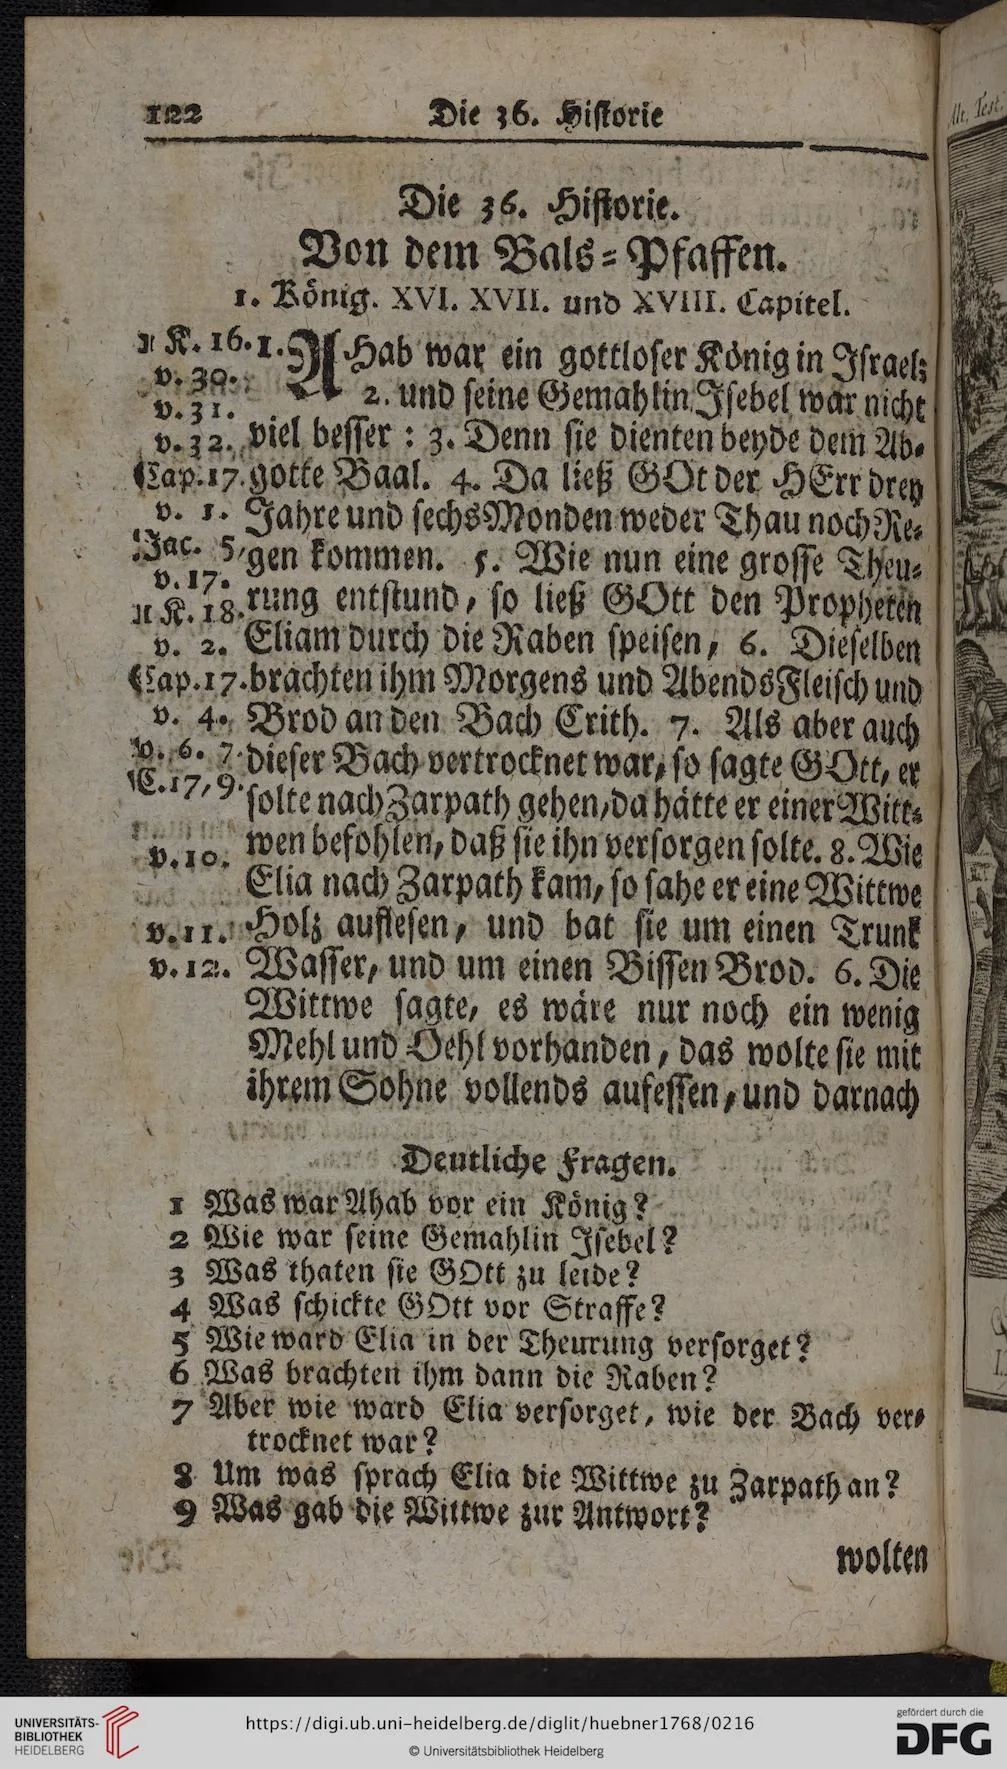 122 Die 36. Historie
Die 36. Historie.
Von dem Bals=Pfaffen.
1. König. XVI. XVII. und XVIII. Capitel.
1 K. 16. 1. AHab war ein gottloser König in Israel;
v. 30.
v. 31. 2. und seine Gemahlin Isebel war nicht
v. 32. viel besser : 3. Denn sie dienten beyde dem Ab=
Cap. 17. gotte Baal. 4. Da ließ GOt der HErr drey
v. 1. Jahre und sechs Monden weder Thau noch Re=
Jac. 5, gen kommen. 5. Wie nun eine grosse Theu=
v. 17.
1 K. 18. rung entstund, so ließ GOtt den Propheten
v. 2. Eliam durch die Raben speisen, 6. Dieselben
Cap. 17. brachten ihm Morgens und Abends Fleisch und
v. 4. Brod an den Bach Crith. 7. Als aber auch
v. 6. 7. dieser Bach vertrocknet war, so sagte GOtt, er
C. 17, 9. solte nach Zarpath gehen, da hätte er einer Witt=
v. 10. wen befohlen, daß sie ihn versorgen solte. 8. Wie
Elia nach Zarpath kam, so sahe er eine Wittwe
v. 11. Holz auflesen, und bat sie um einen Trunk
v. 12. Wasser, und um einen Bissen Brod. 6. Die
Wittwe sagte, es wäre nur noch ein wenig
Mehl und Oehl vorhanden, das wolte sie mit
ihrem Sohne vollends aufessen, und darnach
Deutliche Fragen.
1 Was war Ahab vor ein König?
2 Wie war seine Gemahlin Isebel?
3 Was thaten sie GOtt zu leide?
4 Was schickte GOtt vor Straffe?
5 Wie ward Elia in der Theurung versorget?
6 Was brachten ihm dann die Raben?
7 Aber wie ward Elia versorget, wie der Bach ver=
trocknet war?
8 Um was sprach Elia die Wittwe zu Zarpath an?
9 Was gab die Wittwe zur Antwort?
wolten
Alt. Test.
UNIVERSITÄTS-
BIBLIOTHEK
HEIDELBERG
https://digi.ub.uni-heidelberg.de/diglit/huebner1768/0216
© Universitätsbibliothek Heidelberg
gefördert durch die
DFG